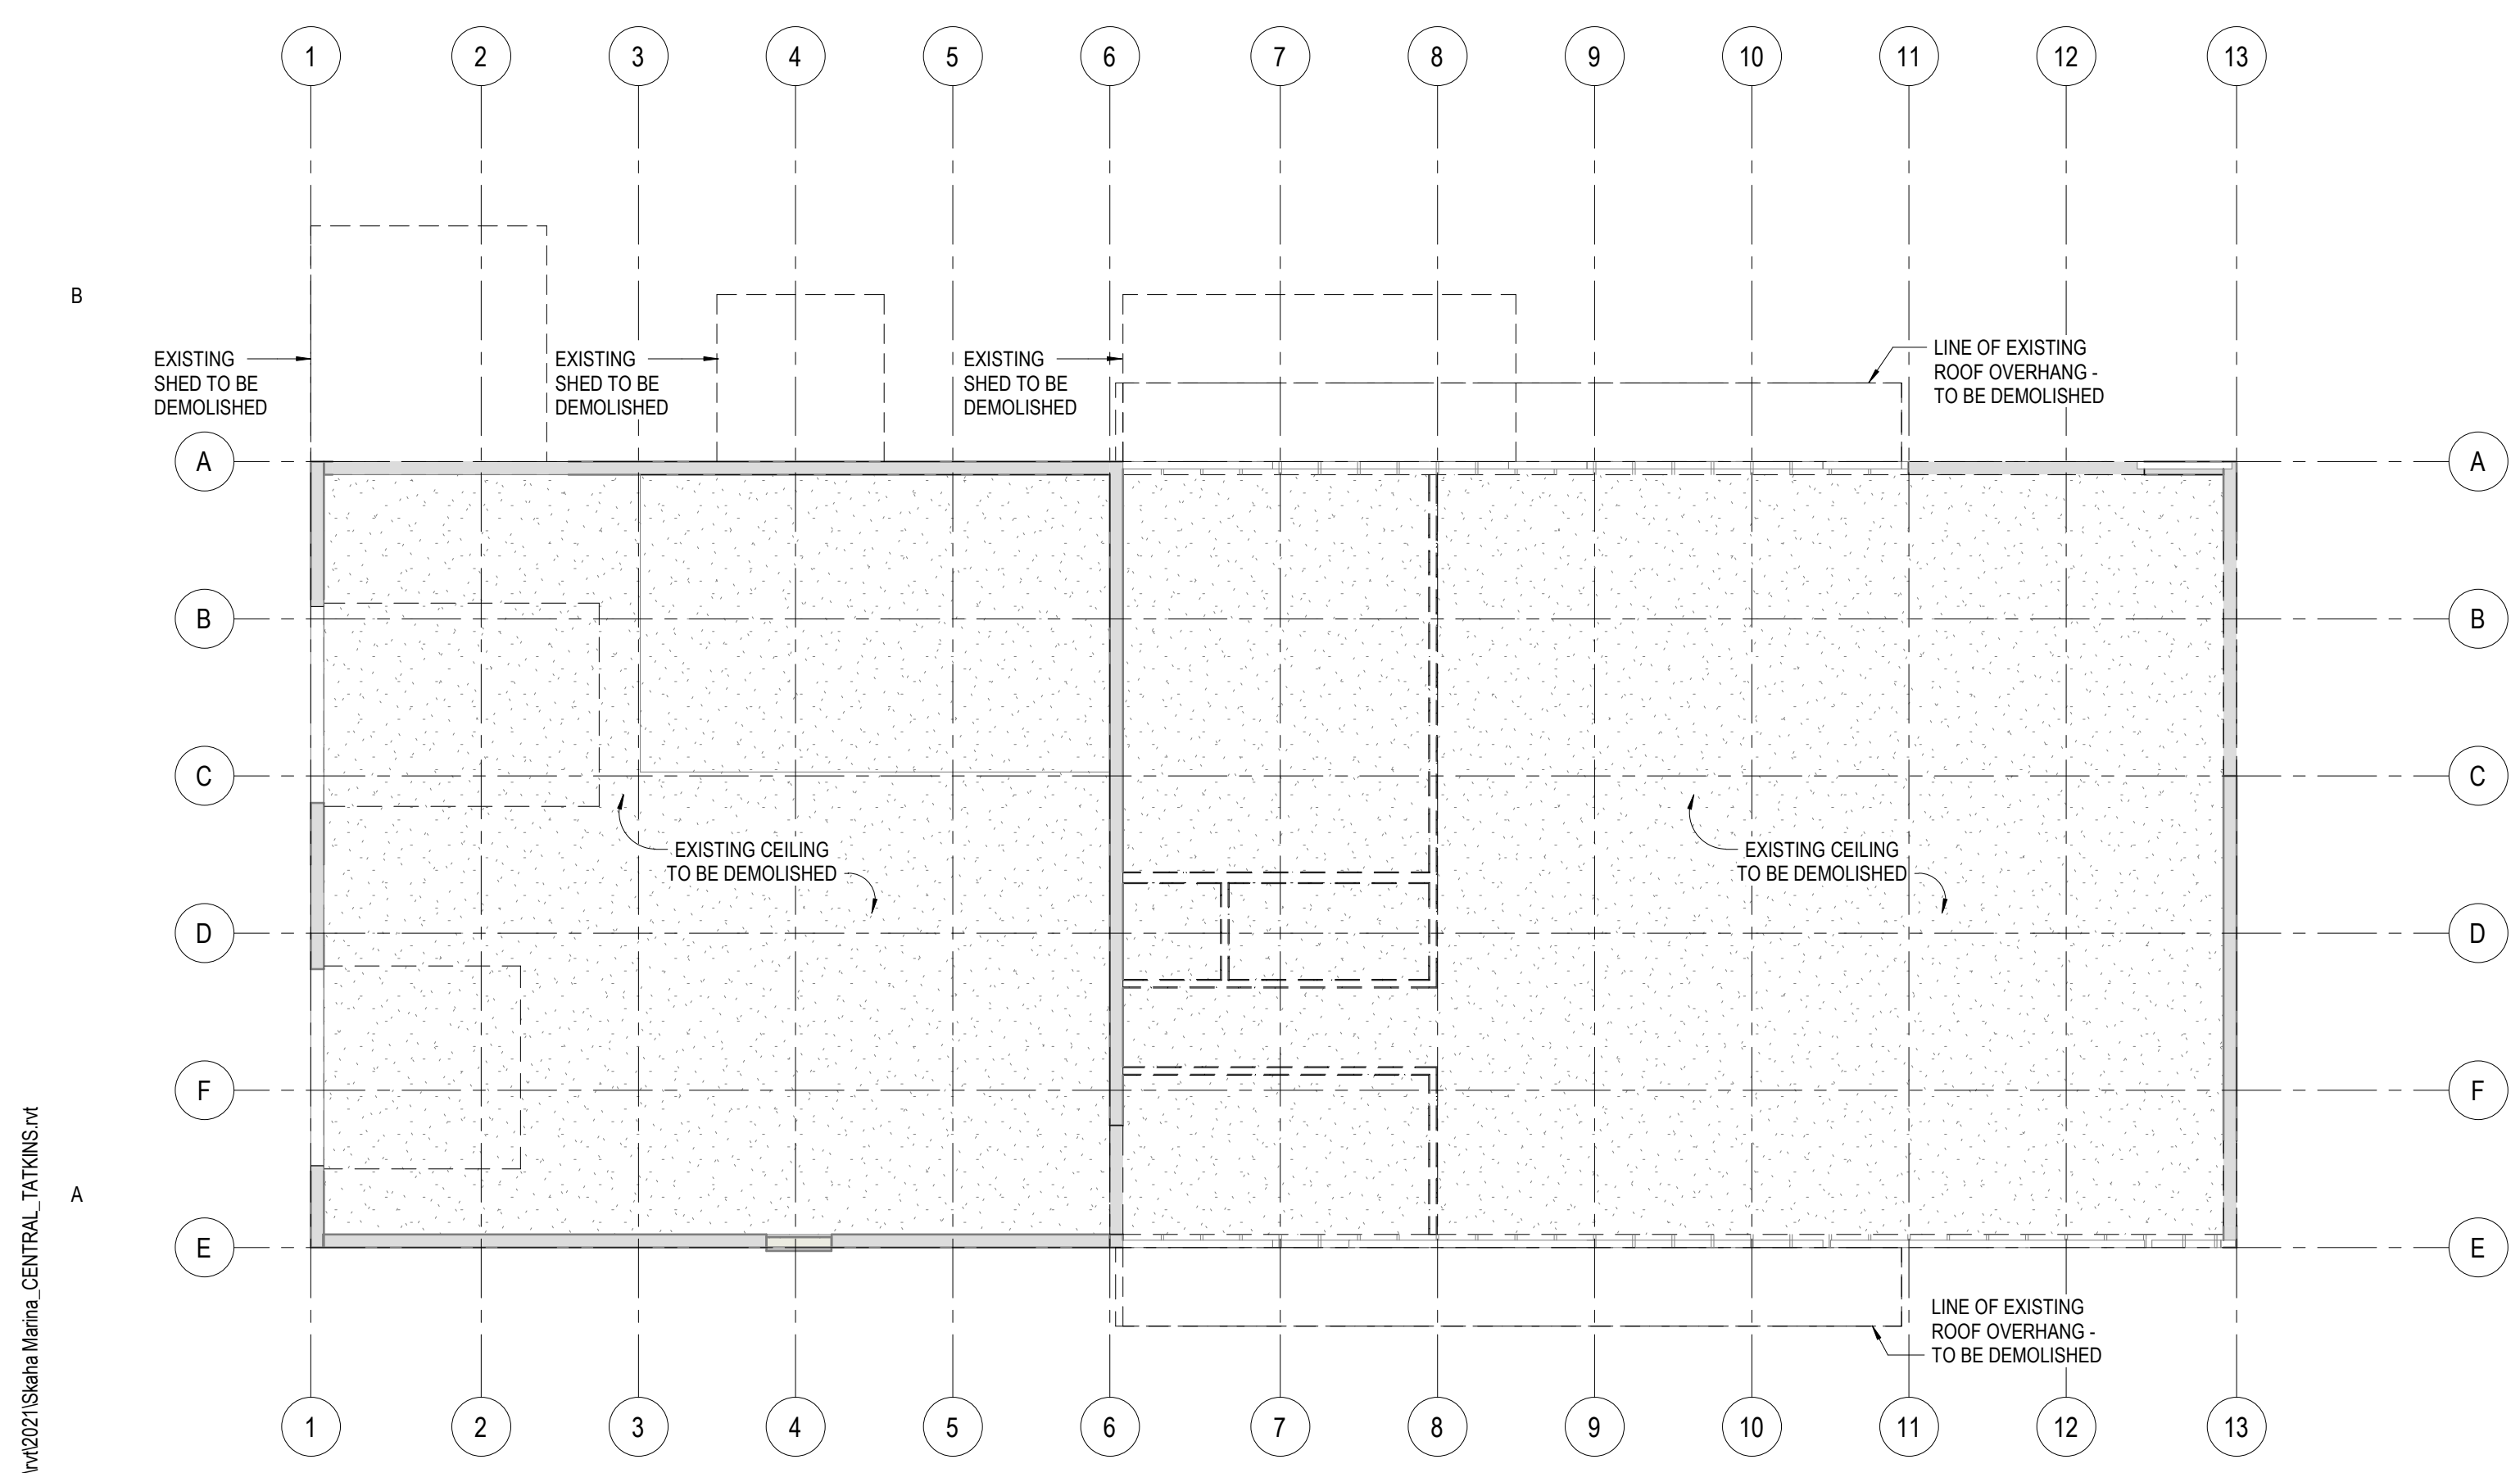 1 2 3 4 5 6 7 8 9 10 11 12 13
B
EXISTING
SHED TO BE
DEMOLISHED
EXISTING
SHED TO BE
DEMOLISHED
EXISTING
SHED TO BE
DEMOLISHED
LINE OF EXISTING
ROOF OVERHANG -
TO BE DEMOLISHED
A A
B B
C C
EXISTING CEILING
TO BE DEMOLISHED
EXISTING CEILING
TO BE DEMOLISHED
D D
F F
A
E E
LINE OF EXISTING
ROOF OVERHANG -
TO BE DEMOLISHED
1 2 3 4 5 6 7 8 9 10 11 12 13
\rvt\2021\Skaha Marina_CENTRAL_TATKINS.rvt